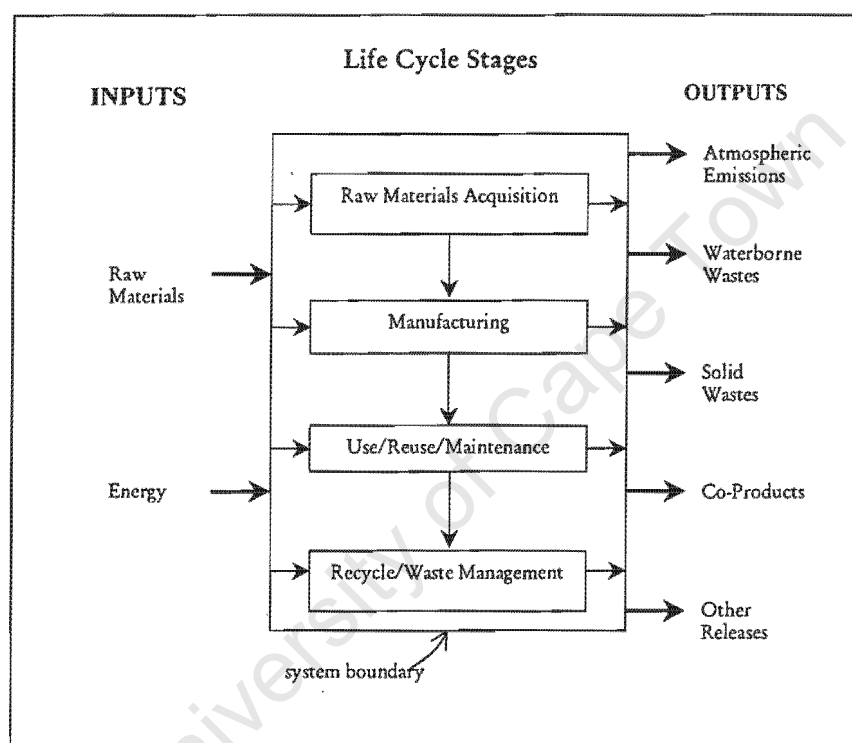 Life Cycle Stages
INPUTS
OUTPUTS
Atmospheric
Emissions
Raw Materials Acquisition
Waterborne
Wastes
Raw
Materials
Manufacturing
Solid
Wastes
Use/Reuse/Maintenance
Energy
Co-Products
Recycle/Waste Management
Other
Releases
system boundary
University of Cape Town